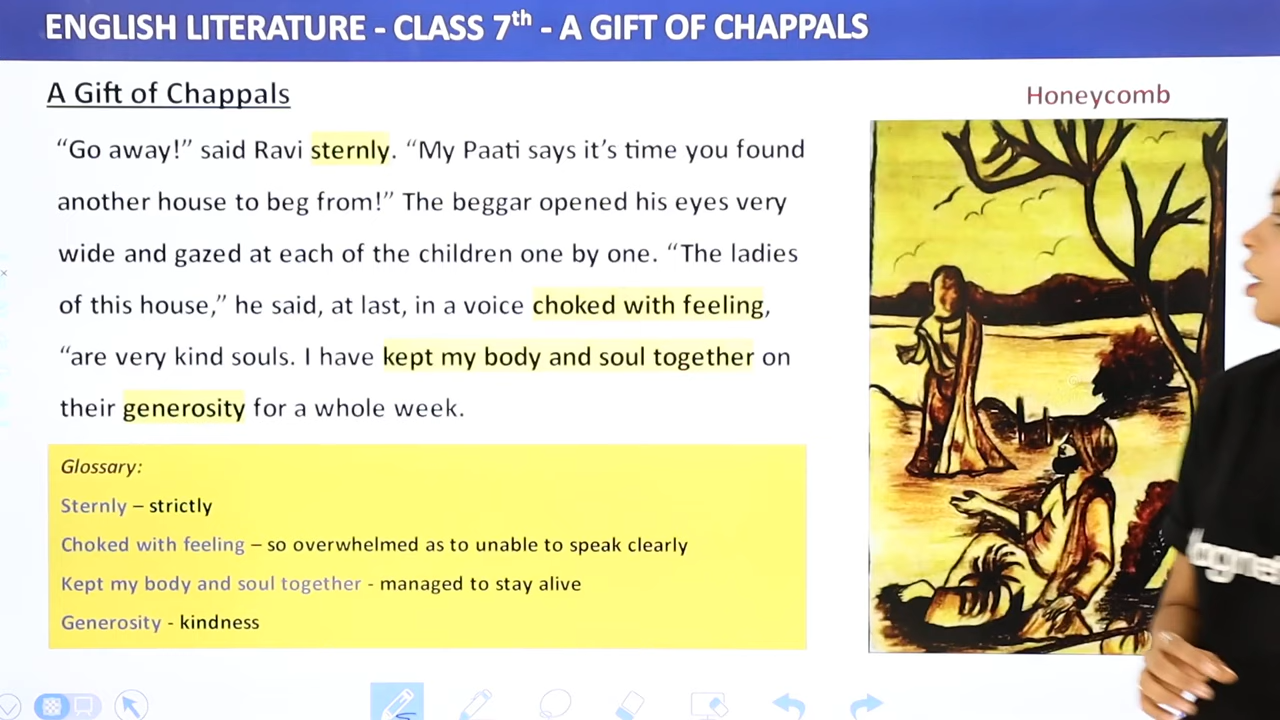 ENGLISH LITERATURE - CLASS 7th - A GIFT OF CHAPPALS
A Gift of Chappals
Honeycomb
“Go away!” said Ravi sternly. “My Paati says it’s time you found
another house to beg from!” The beggar opened his eyes very
wide and gazed at each of the children one by one. “The ladies
of this house,” he said, at last, in a voice choked with feeling,
“are very kind souls. I have kept my body and soul together on
their generosity for a whole week.
Glossary:
Sternly – strictly
Choked with feeling – so overwhelmed as to unable to speak clearly
Kept my body and soul together - managed to stay alive
Generosity - kindness